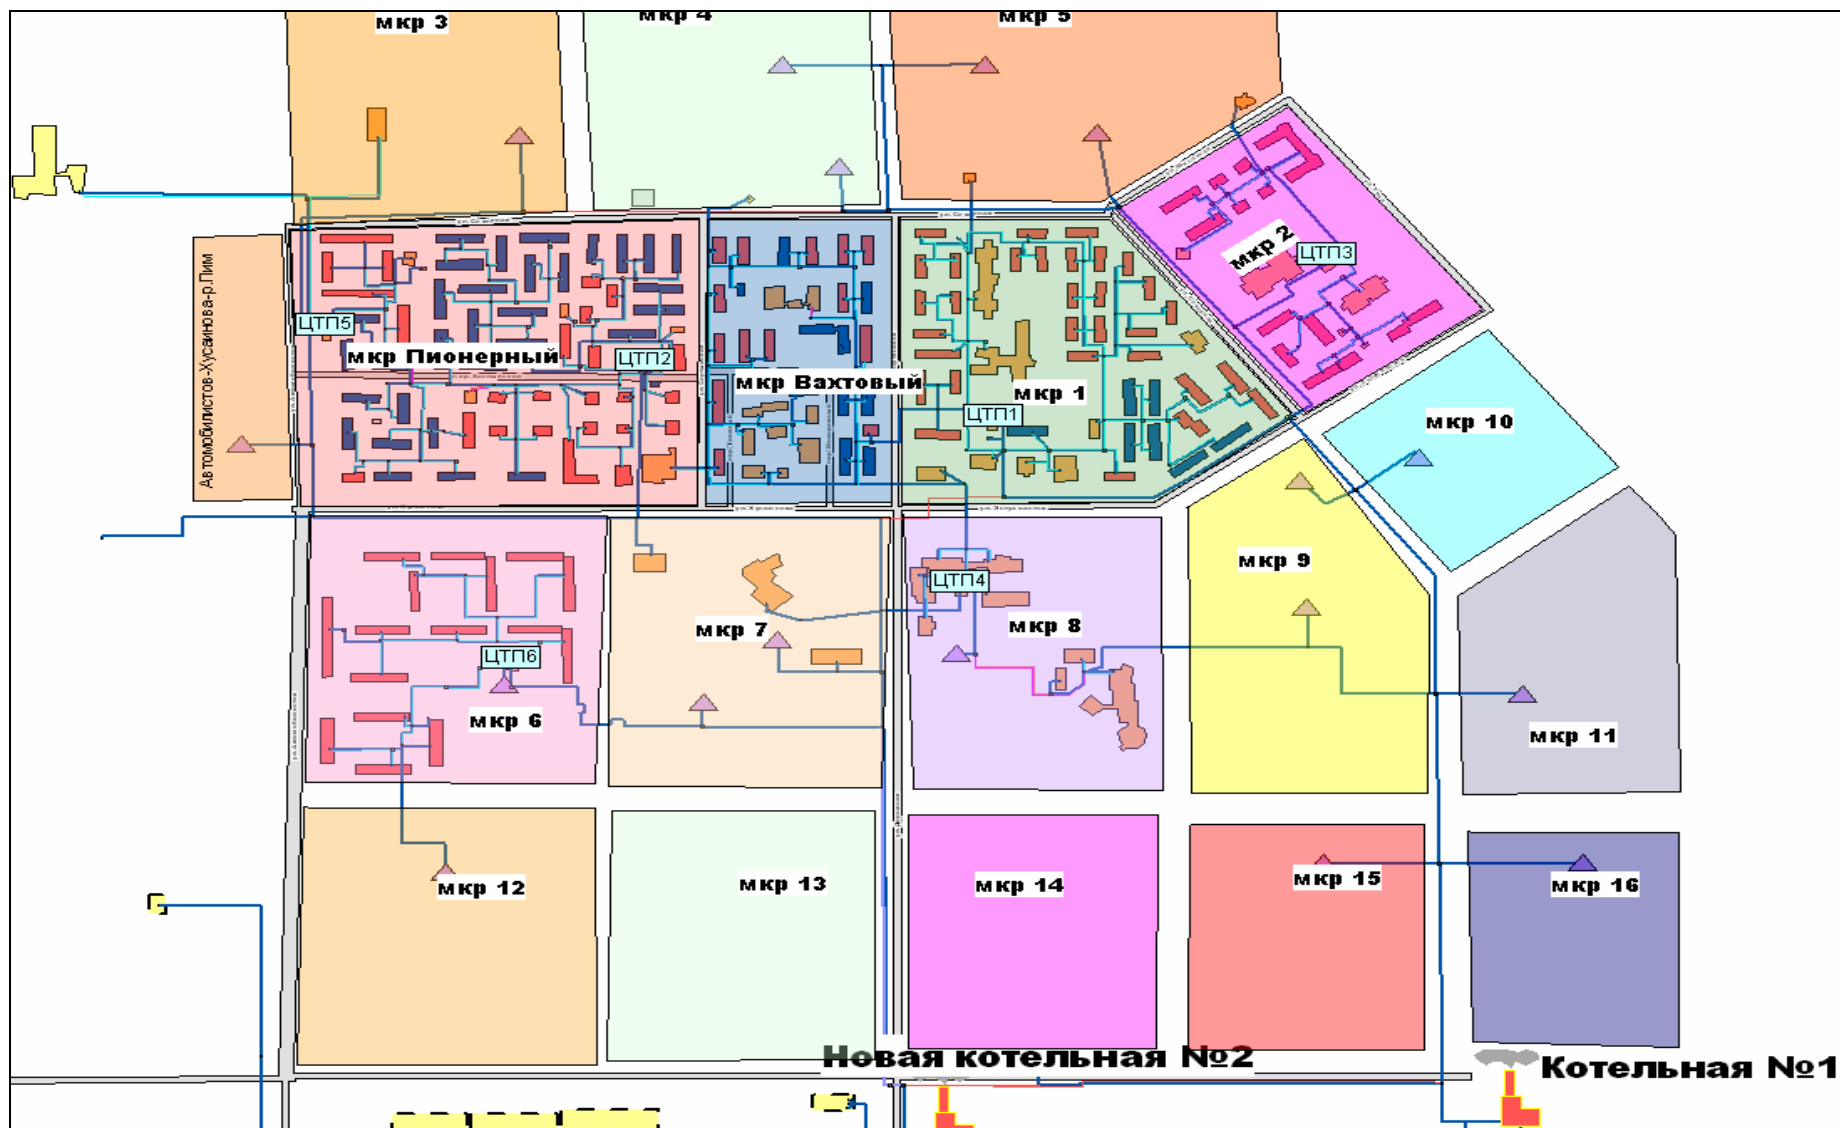 мкр 3
мкр 4
мкр 5
мкр 2
ЦТП3
Автомобилистов-Хусаинова-р.Пим
ЦТП5
мкр Пионерный
ЦТП2
мкр Вахтовый
мкр 1
ЦТП1
мкр 10
мкр 9
ЦТП4
мкр 7
мкр 8
ЦТП6
мкр 6
мкр 11
мкр 12
мкр 13
мкр 14
мкр 15
мкр 16
Новая котельная №2
Котельная №1